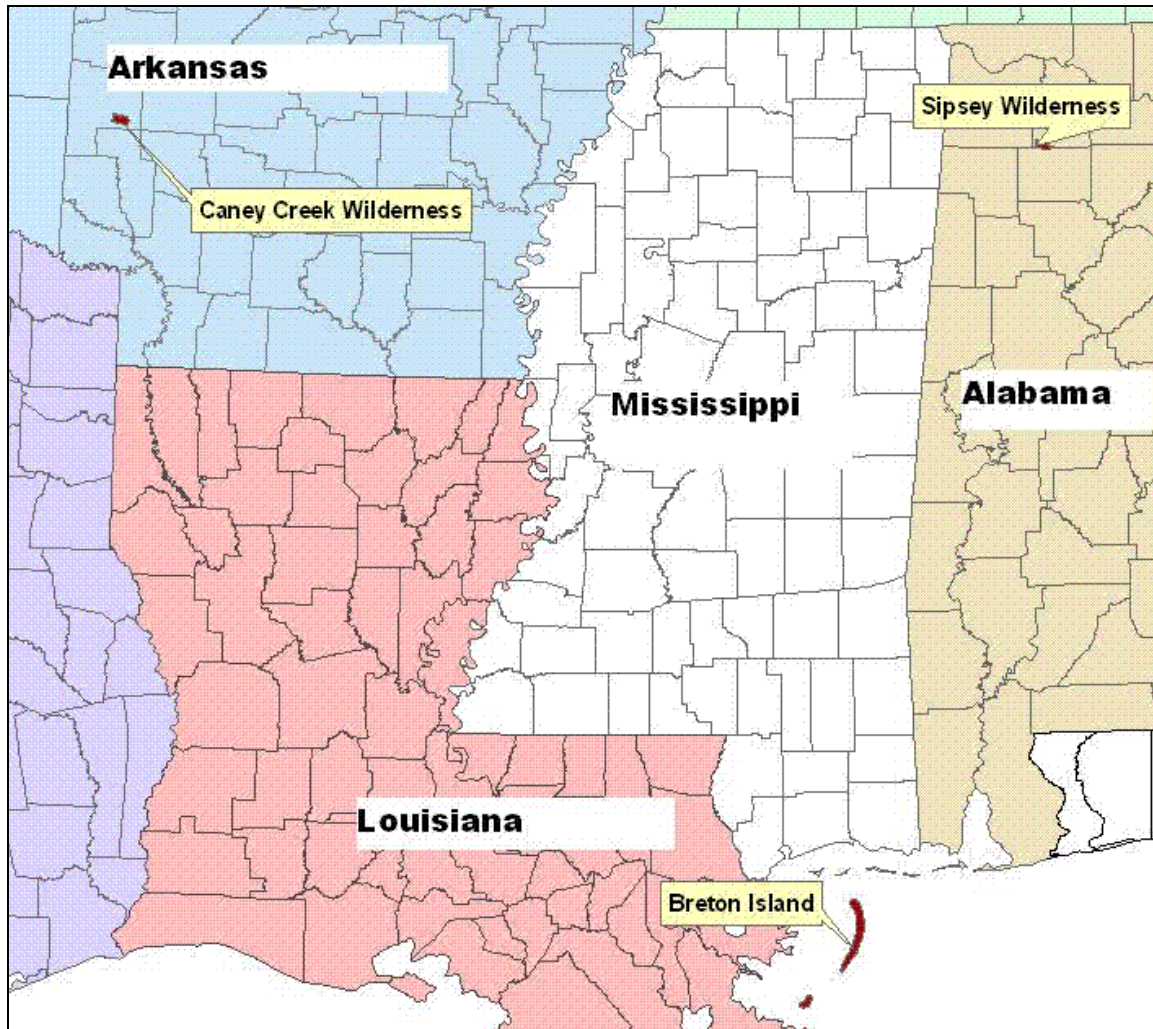 Arkansas
Sipsey Wilderness
Caney Creek Wilderness
Mississippi
Alabama
Louisiana
Breton Island